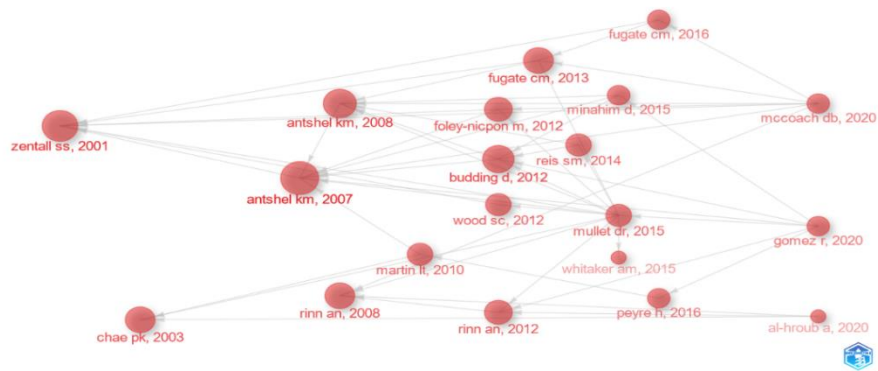 fugate cm, 2016
fugate cm, 2013
antshel km, 2008
minahim d, 2015
mccoach db, 2020
foley-nicpon m, 2012
zentall ss, 2001
reis sm, 2014
budding d, 2012
antshel km, 2007
wood sc, 2012
mullet dr, 2015
gomez r, 2020
whitaker am, 2015
martin lt, 2010
rinn an, 2008
peyre h, 2016
chae pk, 2003
rinn an, 2012
al-hroub a, 2020